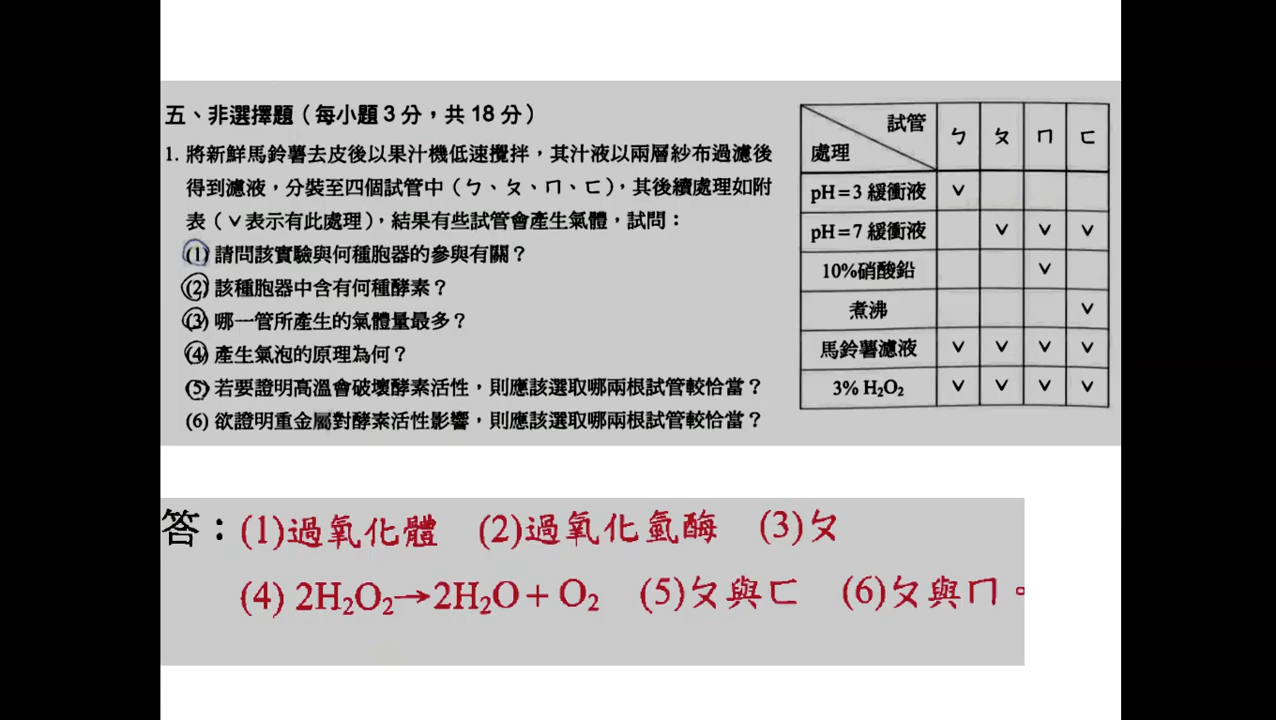 五、非選擇題(每小題3分,共18分)
1. 將新鮮馬鈴薯去皮後以果汁機低速攪拌,其汁液以兩層紗布過濾後
得到濾液,分裝至四個試管中(ㄅ、ㄆ、ㄇ、ㄈ),其後續處理如附
表(∨表示有此處理),結果有些試管會產生氣體,試問:
(1) 請問該實驗與何種胞器的參與有關?
(2) 該種胞器中含有何種酵素?
(3) 哪一管所產生的氣體量最多?
(4) 產生氣泡的原理為何?
(5) 若要證明高溫會破壞酵素活性,則應該選取哪兩根試管較恰當?
(6) 欲證明重金屬對酵素活性影響,則應該選取哪兩根試管較恰當?
試管 處理 ㄅ ㄆ ㄇ ㄈ
pH=3 緩衝液 ∨
pH=7 緩衝液 ∨ ∨ ∨
10%硝酸鉛 ∨
煮沸 ∨
馬鈴薯濾液 ∨ ∨ ∨ ∨
3% H₂O₂ ∨ ∨ ∨ ∨
答:(1)過氧化體 (2)過氧化氫酶 (3)ㄆ
(4) 2H₂O₂→2H₂O+O₂ (5)ㄆ與ㄈ (6)ㄆ與ㄇ。